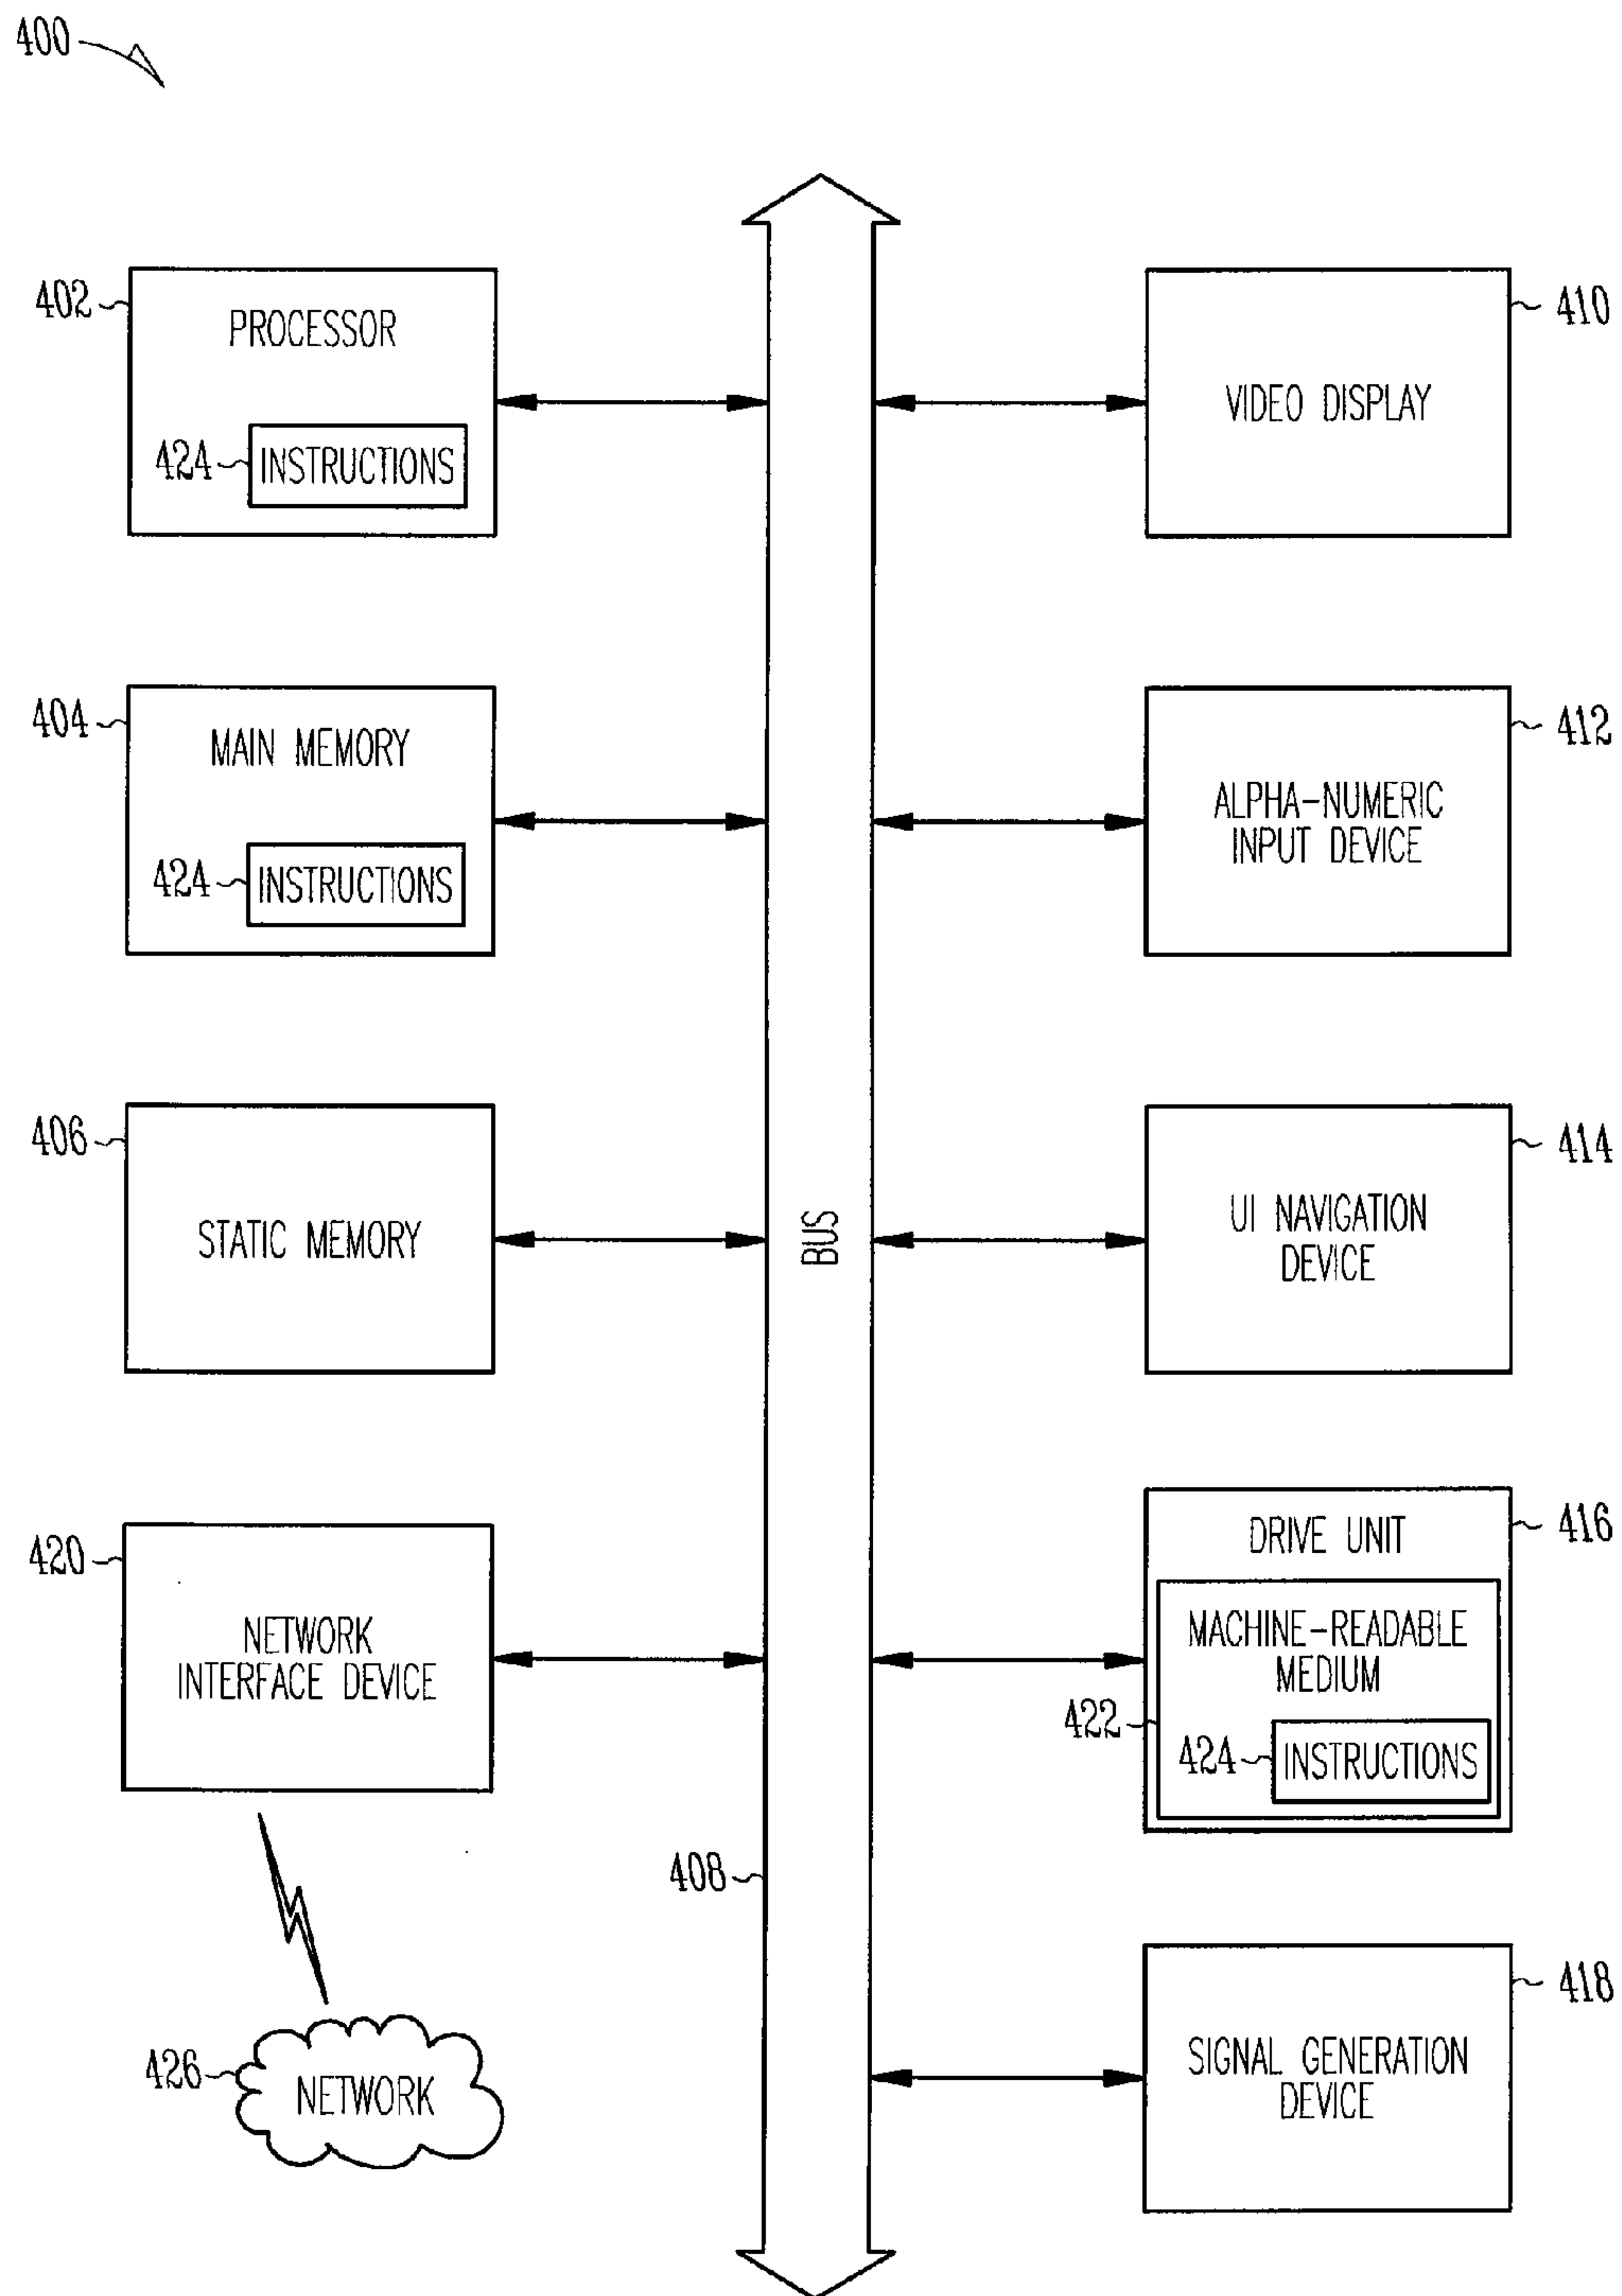 400
402
PROCESSOR
424
INSTRUCTIONS
410
VIDEO DISPLAY
404
MAIN MEMORY
424
INSTRUCTIONS
412
ALPHA-NUMERIC
INPUT DEVICE
406
STATIC MEMORY
BUS
414
UI NAVIGATION
DEVICE
420
NETWORK
INTERFACE DEVICE
416
DRIVE UNIT
MACHINE-READABLE
MEDIUM
422
424
INSTRUCTIONS
408
426
NETWORK
418
SIGNAL GENERATION
DEVICE